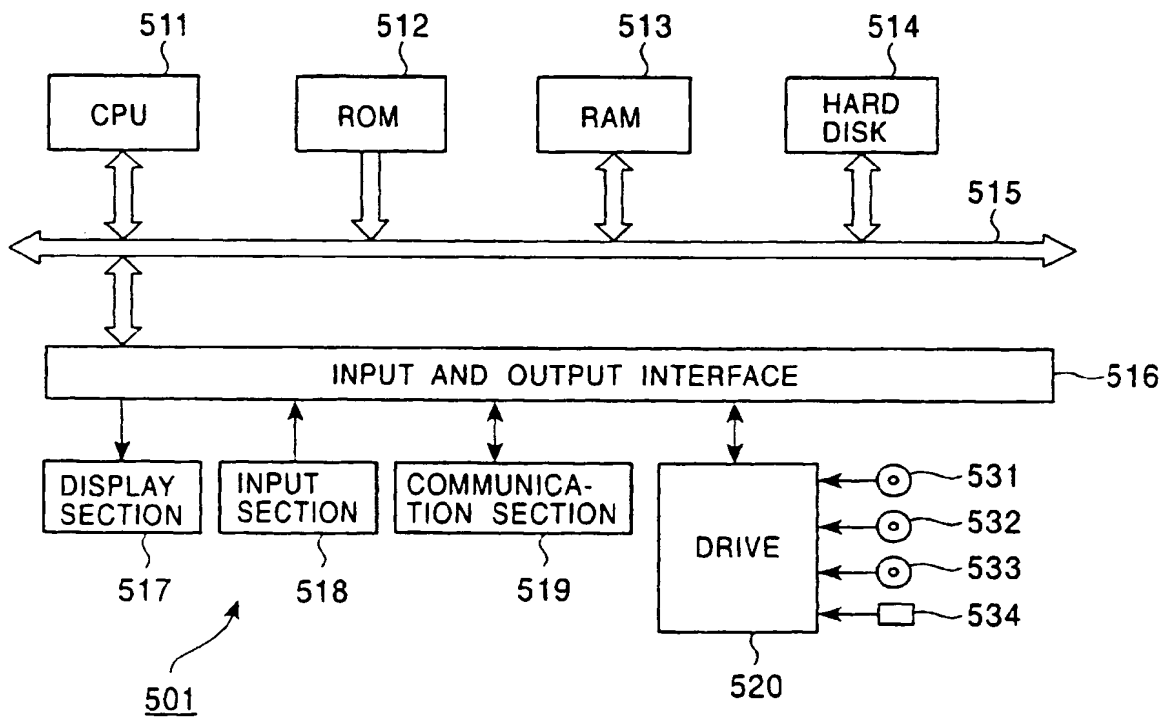 511
512
513
514
CPU
ROM
RAM
HARD
DISK
515
INPUT AND OUTPUT INTERFACE
516
DISPLAY
SECTION
INPUT
SECTION
COMMUNICA-
TION SECTION
DRIVE
531
532
533
534
517
518
519
520
501